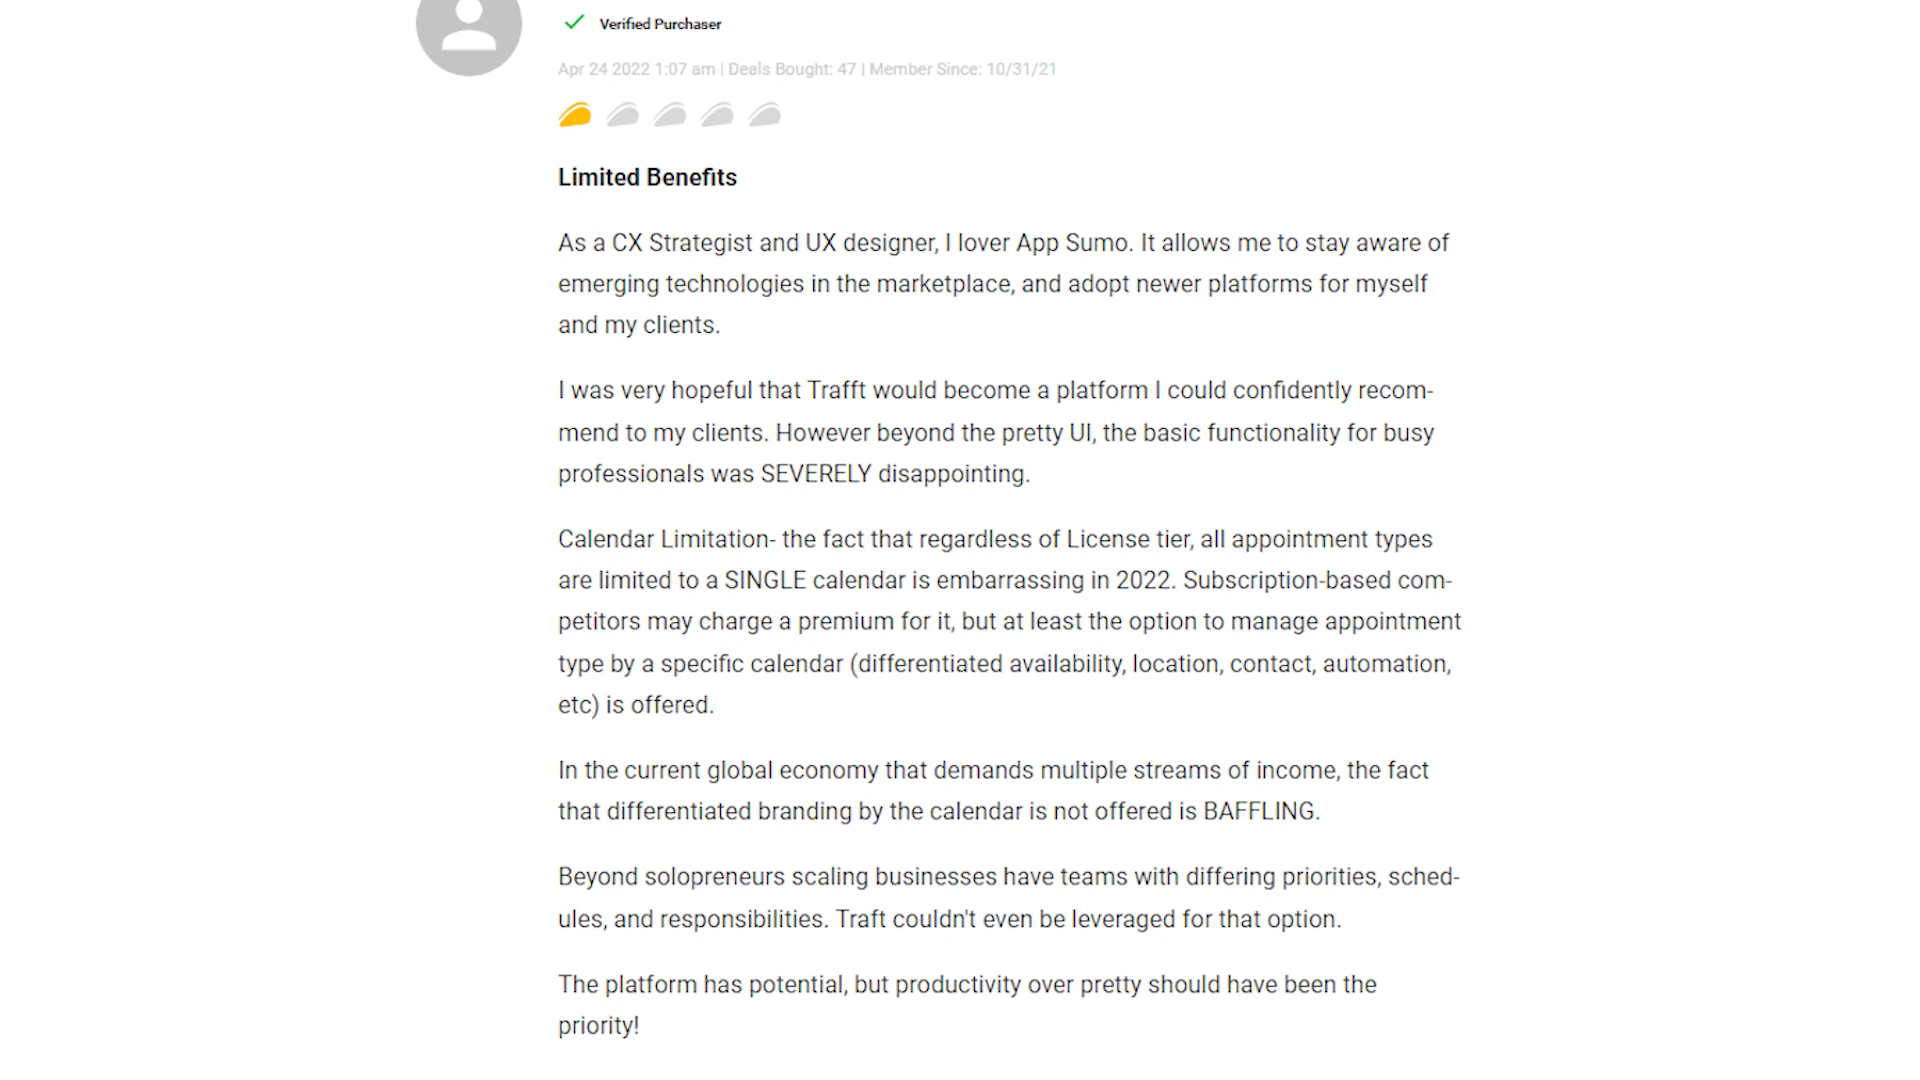 Verified Purchaser
Apr 24 2022 1:07 am | Deals Bought: 47 | Member Since: 10/31/21
Limited Benefits
As a CX Strategist and UX designer, I lover App Sumo. It allows me to stay aware of
emerging technologies in the marketplace, and adopt newer platforms for myself
and my clients.
I was very hopeful that Trafft would become a platform I could confidently recom-
mend to my clients. However beyond the pretty UI, the basic functionality for busy
professionals was SEVERELY disappointing.
Calendar Limitation- the fact that regardless of License tier, all appointment types
are limited to a SINGLE calendar is embarrassing in 2022. Subscription-based com-
petitors may charge a premium for it, but at least the option to manage appointment
type by a specific calendar (differentiated availability, location, contact, automation,
etc) is offered.
In the current global economy that demands multiple streams of income, the fact
that differentiated branding by the calendar is not offered is BAFFLING.
Beyond solopreneurs scaling businesses have teams with differing priorities, sched-
ules, and responsibilities. Traft couldn't even be leveraged for that option.
The platform has potential, but productivity over pretty should have been the
priority!